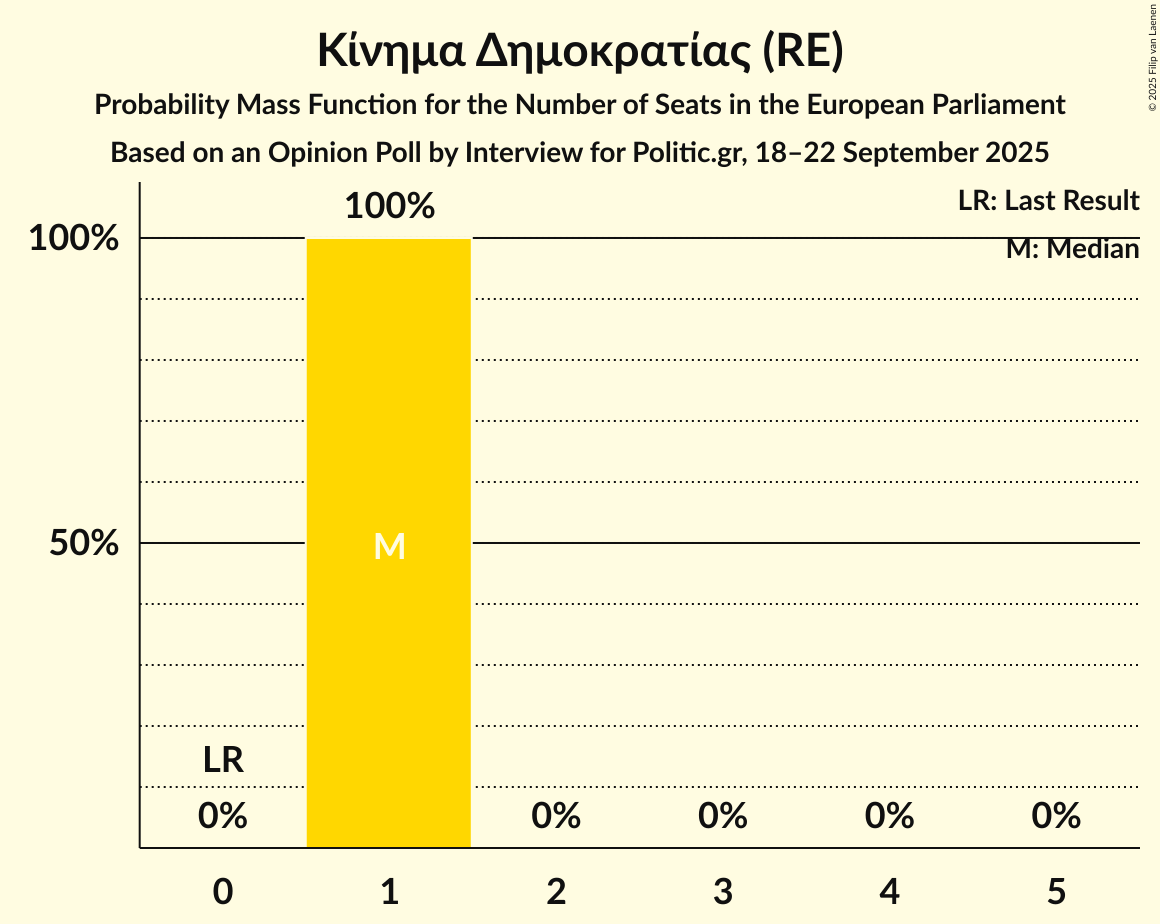 Κίνημα Δημοκρατίας (RE)
Probability Mass Function for the Number of Seats in the European Parliament
Based on an Opinion Poll by Interview for Politic.gr, 18–22 September 2025
© 2025 Filip van Laenen
LR: Last Result
M: Median
100%
100%
50%
M
LR
0%
0%
0%
0%
0%
0
1
2
3
4
5